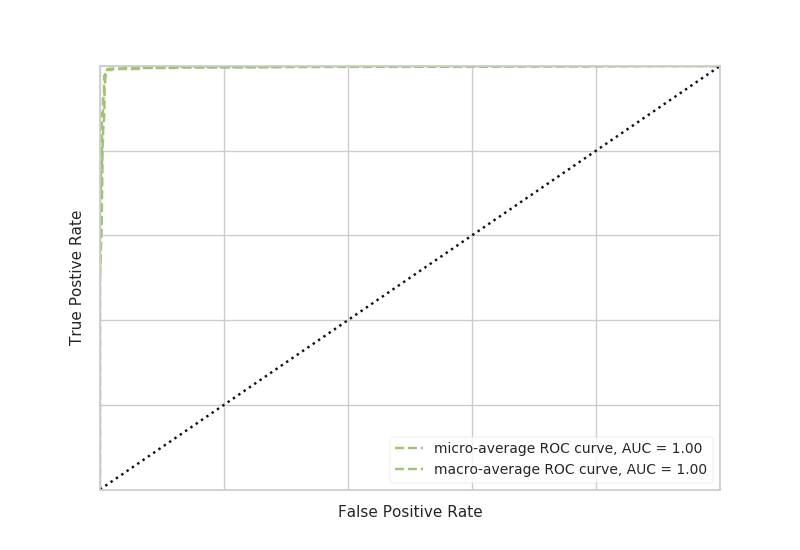 True Postive Rate
micro-average ROC curve, AUC = 1.00
macro-average ROC curve, AUC = 1.00
False Positive Rate